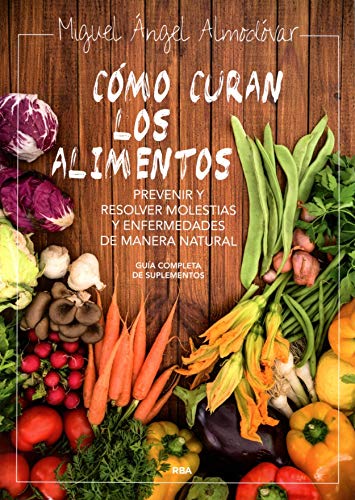 Miguel Ángel Almodóvar
CÓMO CURAN
LOS
ALIMENTOS
PREVENIR Y
RESOLVER MOLESTIAS
Y ENFERMEDADES
DE MANERA NATURAL
GUÍA COMPLETA
DE SUPLEMENTOS
RBA